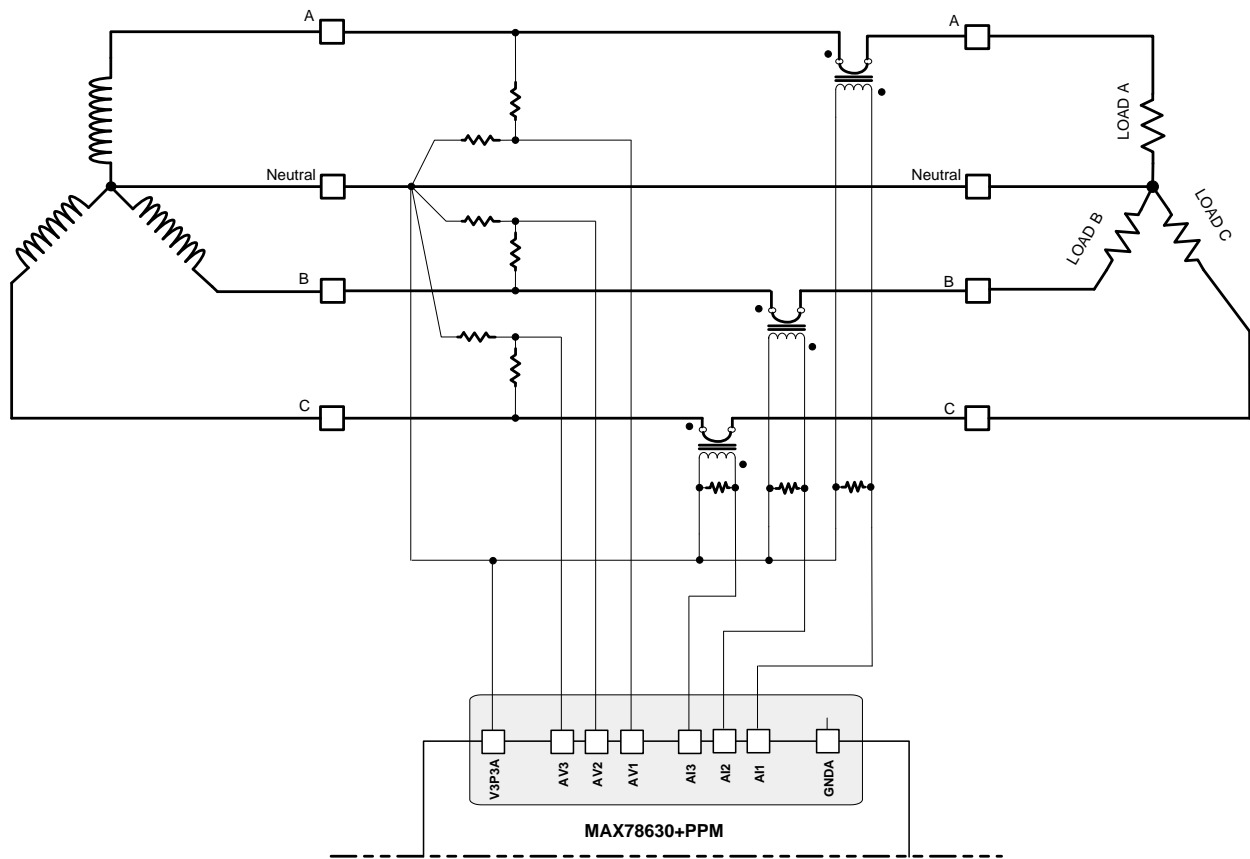 A
A
LOAD A
Neutral
Neutral
LOAD B
LOAD C
B
B
C
C
V3P3A
AV3
AV2
AV1
AI3
AI2
AI1
GNDA
MAX78630+PPM